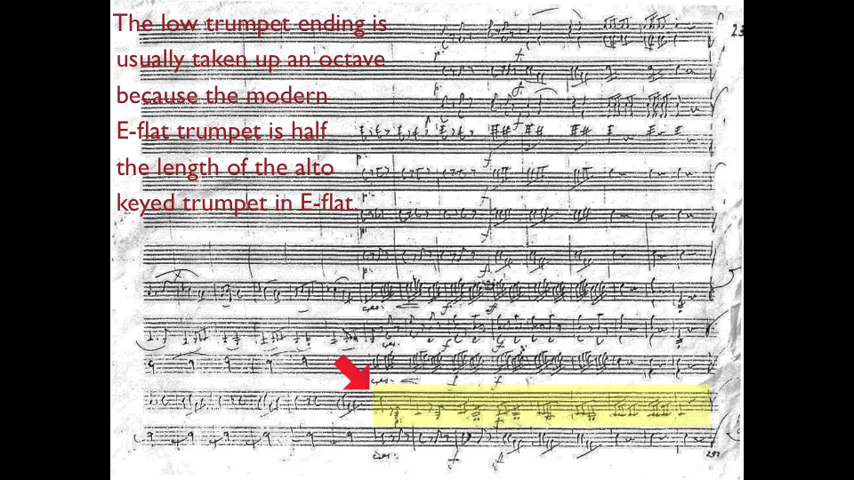 The low trumpet ending is
usually taken up an octave
because the modern
E-flat trumpet is half
the length of the alto
keyed trumpet in E-flat.